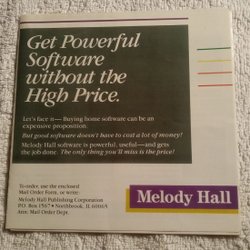 Get Powerful
Software
without the
High Price.
Let's face it— Buying home software can be an
expensive proposition.
But good software doesn't have to cost a lot of money!
Melody Hall software is powerful, useful—and gets
the job done. The only thing you'll miss is the price!
To order, use the enclosed
Mail Order Form, or write:
Melody Hall Publishing Corporation
P.O. Box 1567 • Northbrook, IL
Attn: Mail Order Dept.
Melody Hall